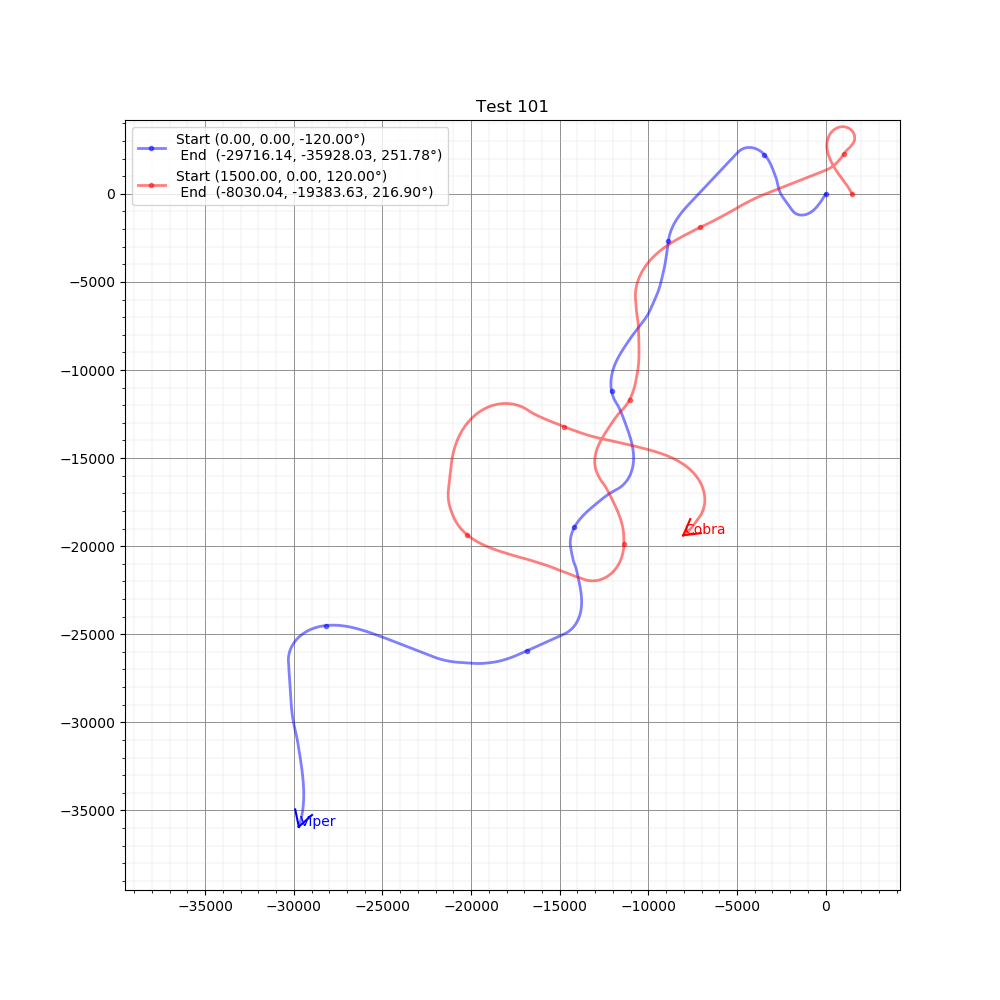 Test 101
Start (0.00, 0.00, -120.00°)
End (-29716.14, -35928.03, 251.78°)
Start (1500.00, 0.00, 120.00°)
End (-8030.04, -19383.63, 216.90°)
0
−5000
−10000
−15000
−20000
−25000
−30000
−35000
Cobra
Viper
−35000 −30000 −25000 −20000 −15000 −10000 −5000 0